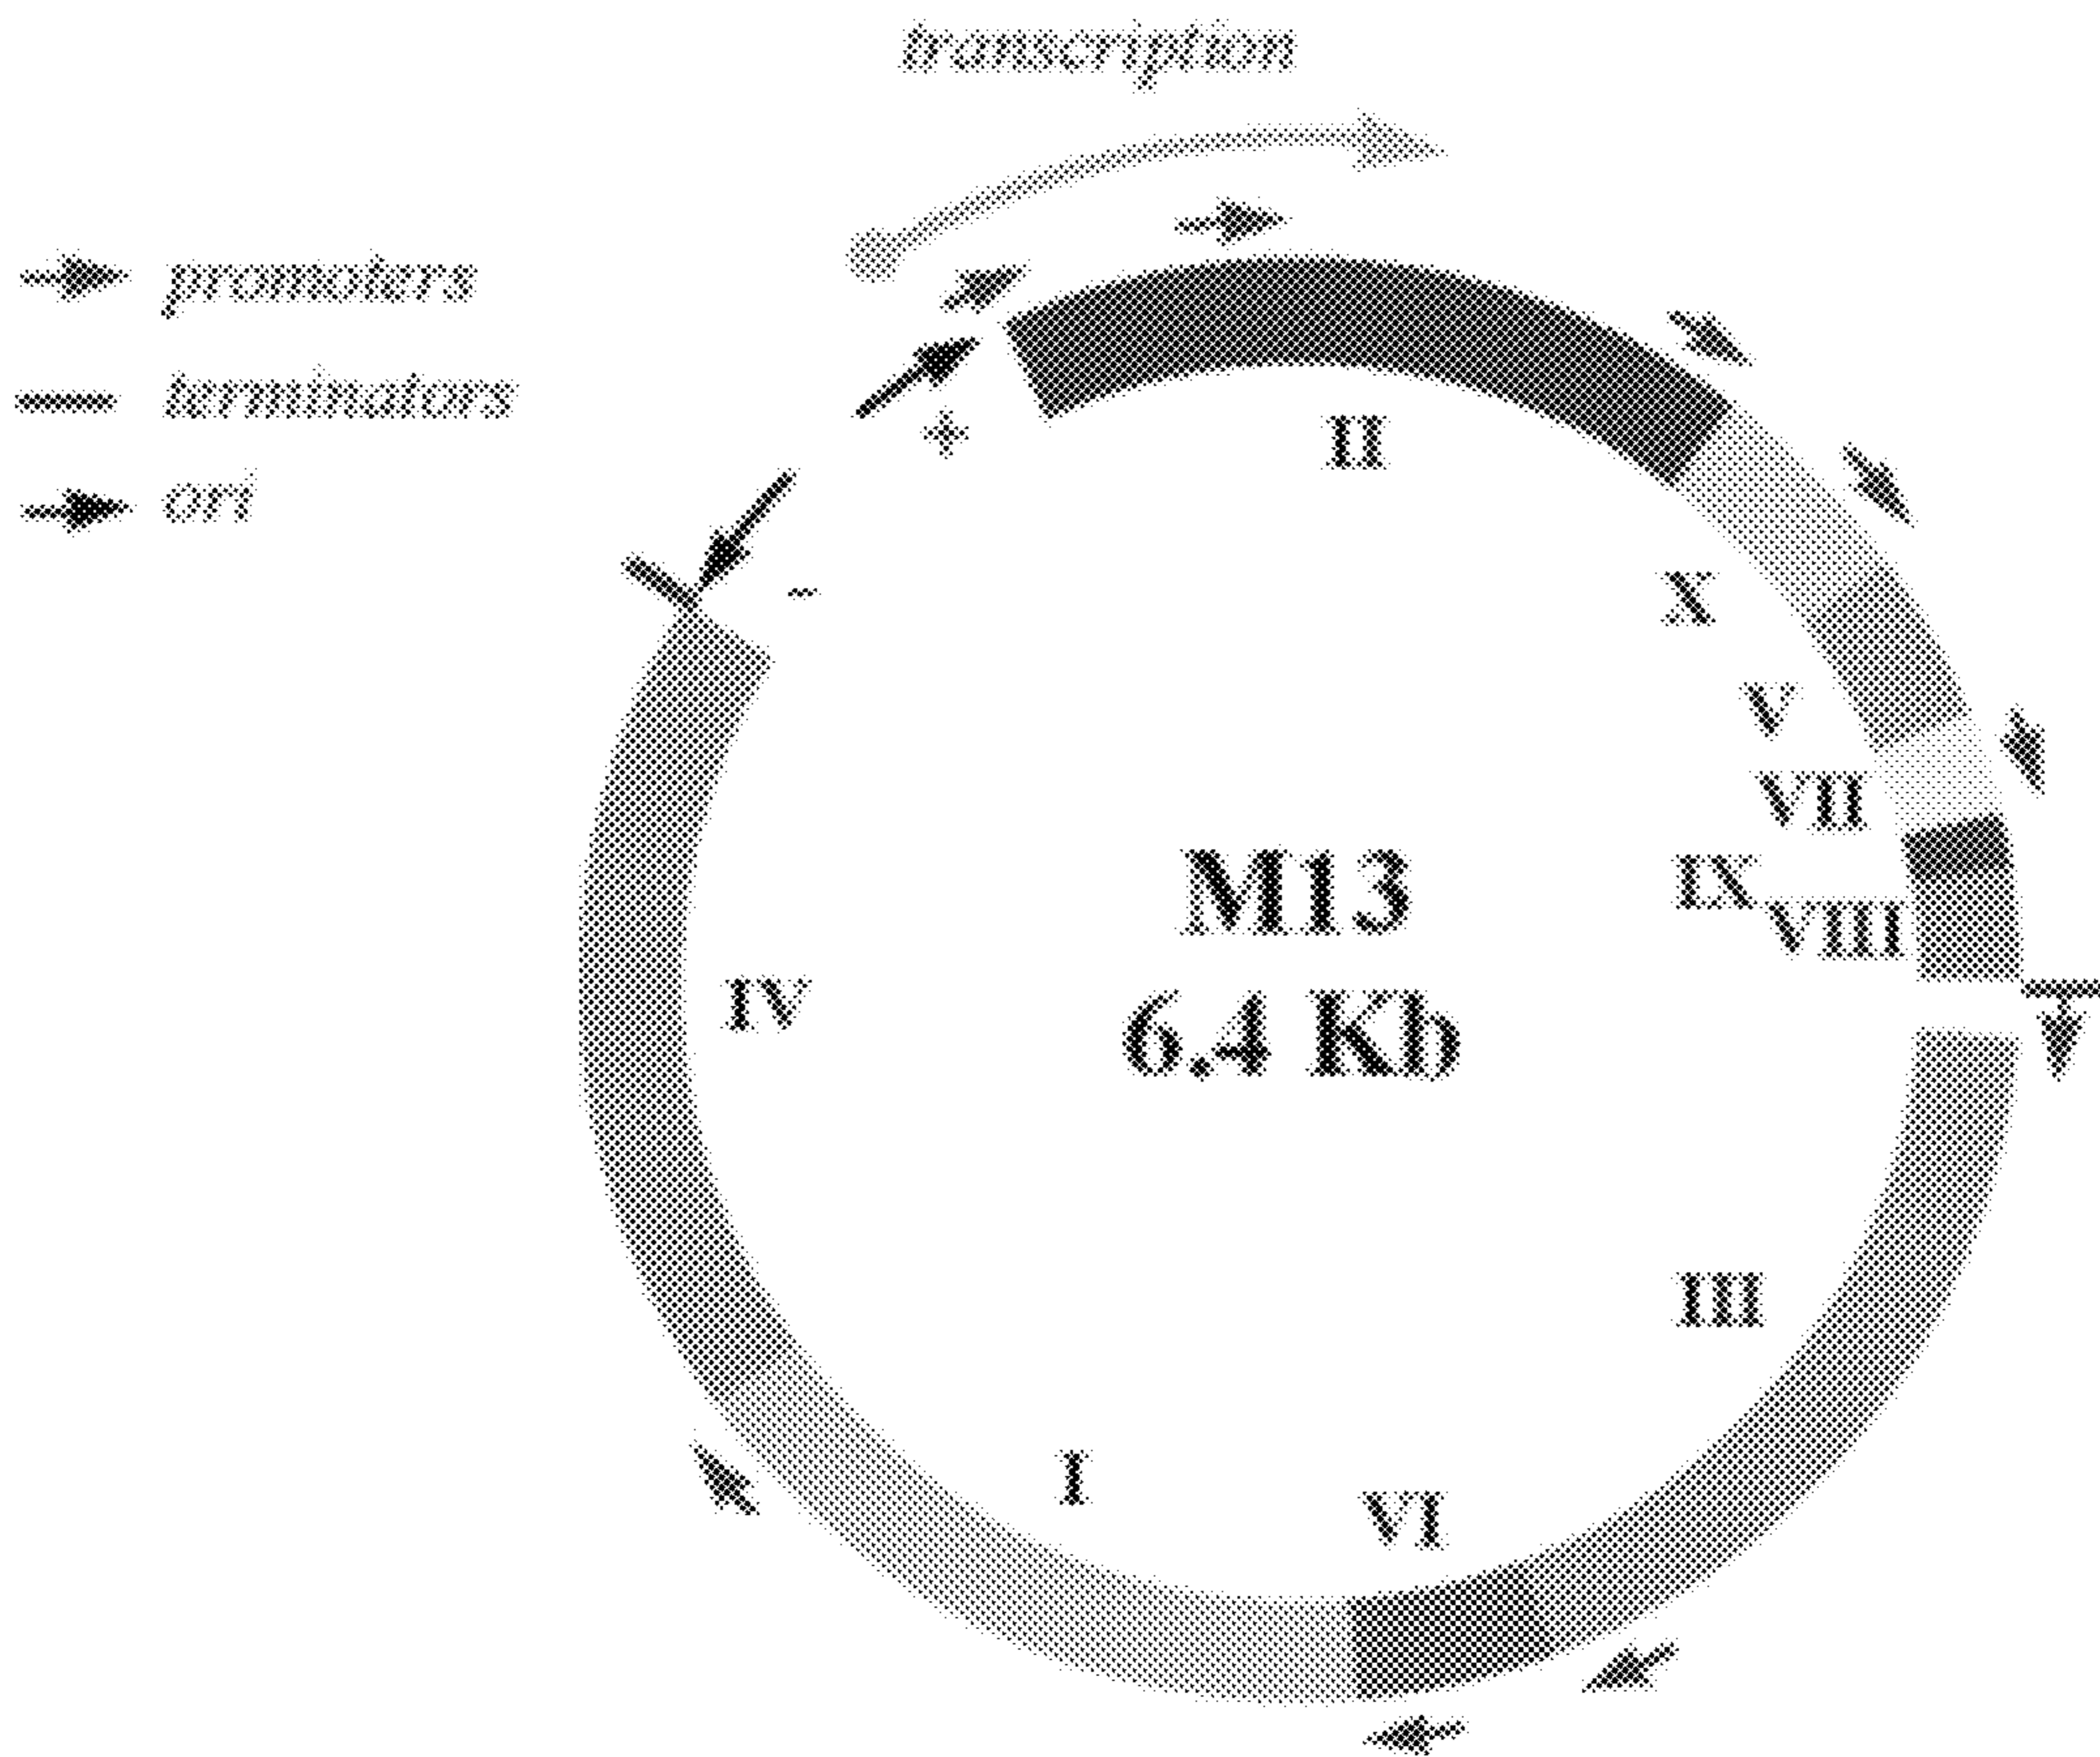 transcription
promoters
terminators
ori
+
-
II
X
V
VII
IX
VIII
M13
6.4 Kb
IV
III
I
VI